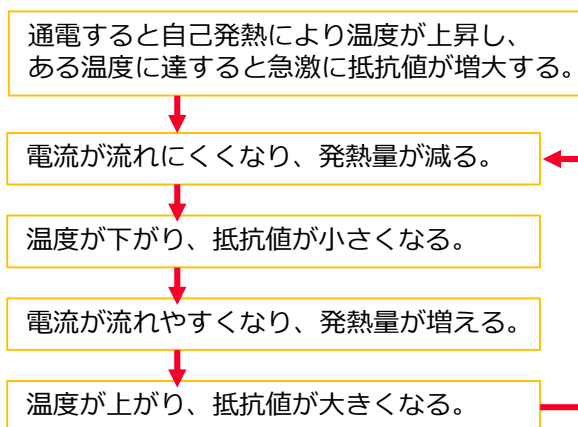 通電すると自己発熱により温度が上昇し、
ある温度に達すると急激に抵抗値が増大する。
電流が流れにくくなり、発熱量が減る。
温度が下がり、抵抗値が小さくなる。
電流が流れやすくなり、発熱量が増える。
温度が上がり、抵抗値が大きくなる。